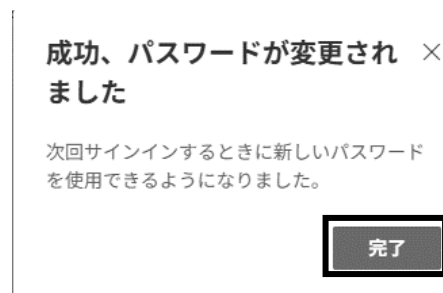 成功、パスワードが変更され
ました
次回サインインするときに新しいパスワード
を使用できるようになりました。
完了